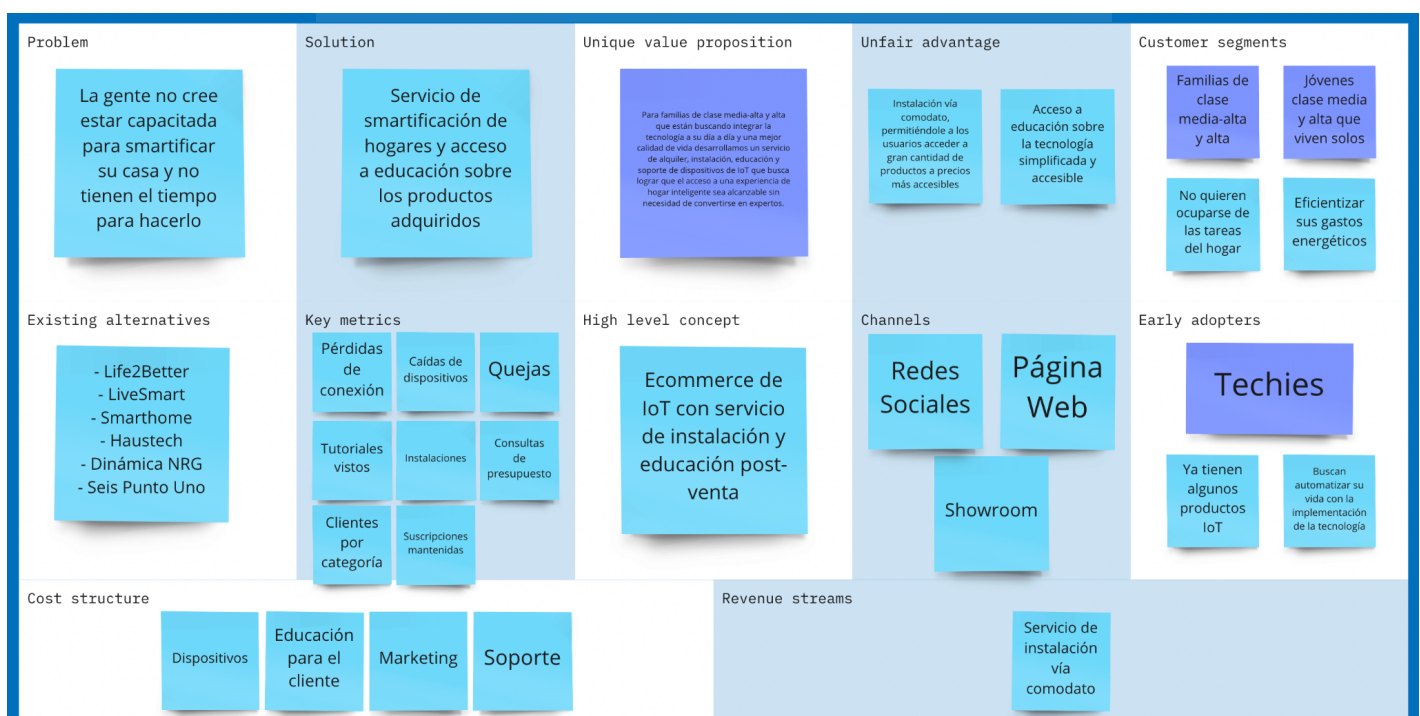 Problem
La gente no cree
estar capacitada
para smartificar
su casa y no
tienen el tiempo
para hacerlo
Solution
Servicio de
smartificación de
hogares y acceso
a educación sobre
los productos
adquiridos
Unique value proposition
Para familias de clase media-alta y alta
que están buscando integrar la
tecnología a su día a día y una mejor
calidad de vida desarrollamos un servicio
de alquiler, instalación, educación y
soporte de dispositivos de IoT que busca
lograr que el acceso a una experiencia de
hogar inteligente sea alcanzable sin
necesidad de convertirse en expertos.
Unfair advantage
Instalación vía
comodato,
permitiéndole a los
usuarios acceder a
gran cantidad de
productos a precios
más accesibles
Acceso a
educación sobre
la tecnología
simplificada y
accesible
Customer segments
Familias de
clase
media-alta
y alta
Jóvenes
clase media
y alta que
viven solos
No quieren
ocuparse de
las tareas
del hogar
Eficientizar
sus gastos
energéticos
Existing alternatives
- Life2Better
- LiveSmart
- Smarthome
- Haustech
- Dinámica NRG
- Seis Punto Uno
Key metrics
Pérdidas
de
conexión
Caídas de
dispositivos
Quejas
Tutoriales
vistos
Instalaciones
Consultas
de
presupuesto
Clientes
por
categoría
Suscripciones
mantenidas
High level concept
Ecommerce de
IoT con servicio
de instalación y
educación post-
venta
Channels
Redes
Sociales
Página
Web
Showroom
Early adopters
Techies
Ya tienen
algunos
productos
IoT
Buscan
automatizar su
vida con la
implementación
de la tecnología
Cost structure
Dispositivos
Educación
para el
cliente
Marketing
Soporte
Revenue streams
Servicio de
instalación
vía
comodato